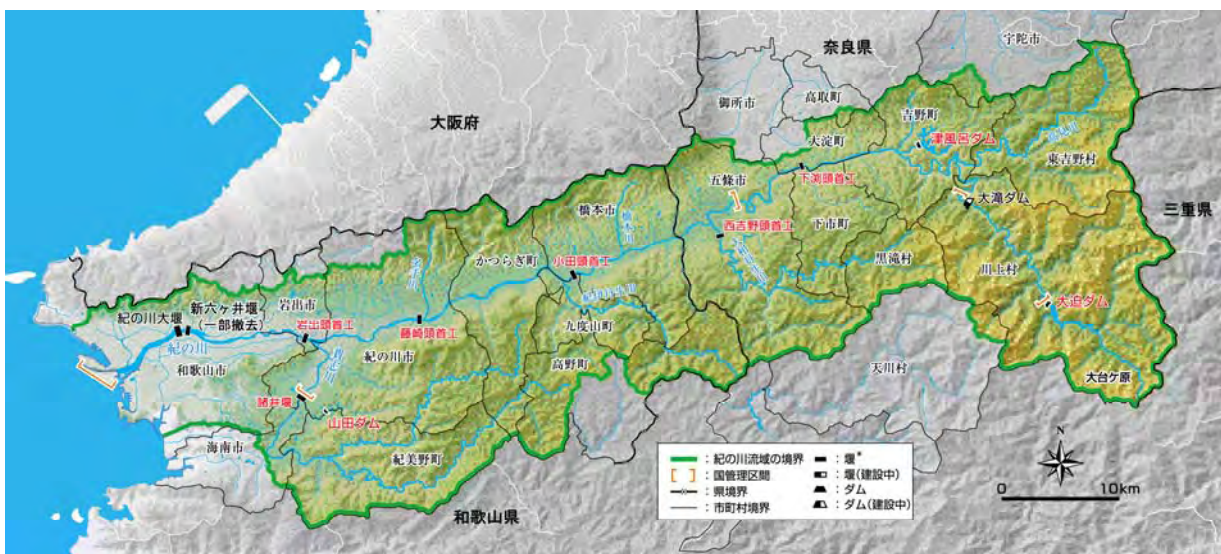 宇陀市
奈良県
高取町
御所市
吉野町
大阪府
大淀町
津風呂ダム
東吉野村
下渕頭首工
五條市
大滝ダム
橋本市
橋本川
三重県
西吉野頭首工
下市町
かつらぎ町
小田頭首工
黒滝村
川上村
大迫ダム
岩出市
新六ヶ井堰
(一部撤去)
紀の川大堰
岩出頭首工
藤崎頭首工
九度山町
紀の川
紀の川市
和歌山市
高野町
天川村
大台ケ原
諸井堰
山田ダム
海南市
紀美野町
和歌山県
:紀の川流域の境界
:国管理区間
:県境界
:市町村境界
:堰*
:堰(建設中)
:ダム
:ダム(建設中)
N
0 10km